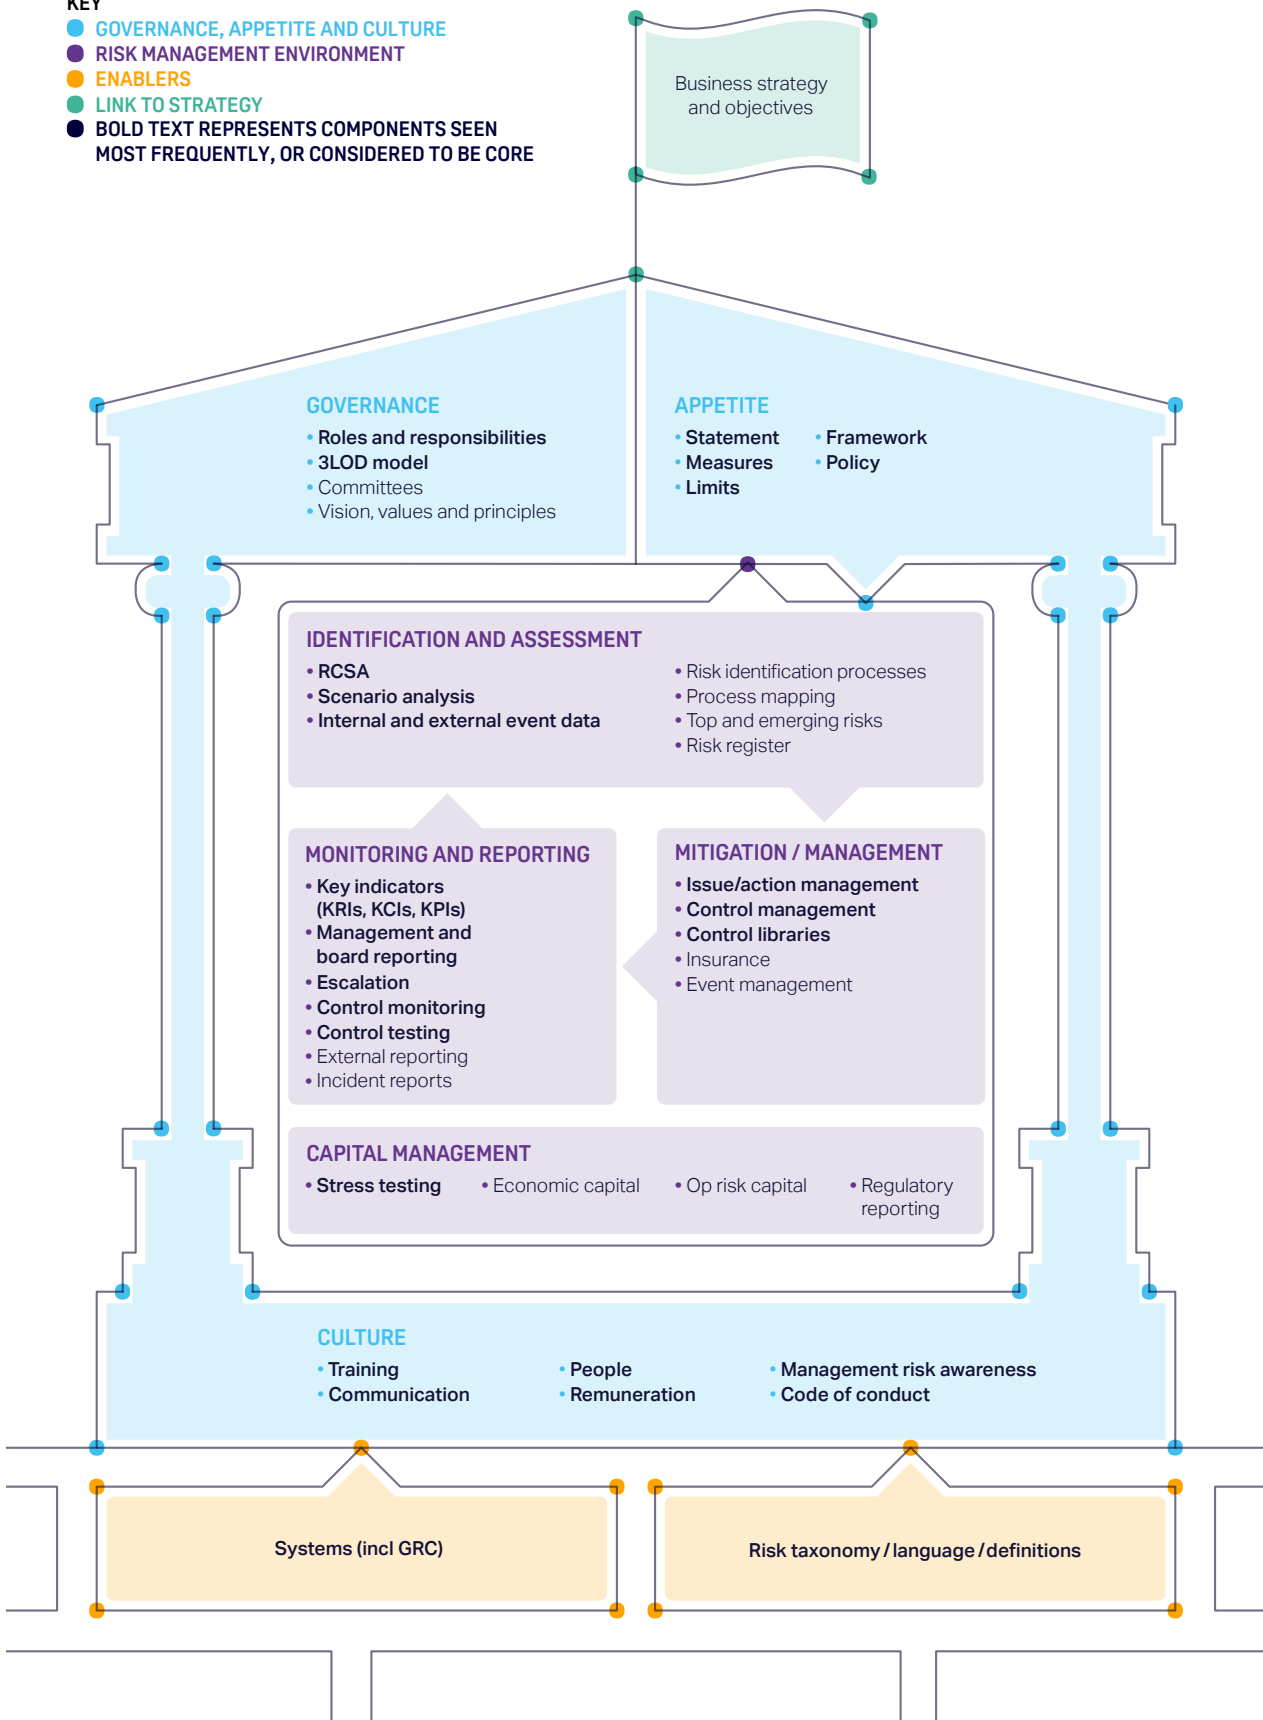 KEY
GOVERNANCE, APPETITE AND CULTURE
RISK MANAGEMENT ENVIRONMENT
ENABLERS
LINK TO STRATEGY
BOLD TEXT REPRESENTS COMPONENTS SEEN
MOST FREQUENTLY, OR CONSIDERED TO BE CORE
Business strategy
and objectives
GOVERNANCE
• Roles and responsibilities
• 3LOD model
• Committees
• Vision, values and principles
APPETITE
• Statement
• Measures
• Limits
• Framework
• Policy
IDENTIFICATION AND ASSESSMENT
• RCSA
• Scenario analysis
• Internal and external event data
• Risk identification processes
• Process mapping
• Top and emerging risks
• Risk register
MONITORING AND REPORTING
• Key indicators
(KRIs, KCIs, KPIs)
• Management and
board reporting
• Escalation
• Control monitoring
• Control testing
• External reporting
• Incident reports
MITIGATION / MANAGEMENT
• Issue/action management
• Control management
• Control libraries
• Insurance
• Event management
CAPITAL MANAGEMENT
• Stress testing
• Economic capital
• Op risk capital
• Regulatory
reporting
CULTURE
• Training
• Communication
• People
• Remuneration
• Management risk awareness
• Code of conduct
Systems (incl GRC)
Risk taxonomy / language / definitions